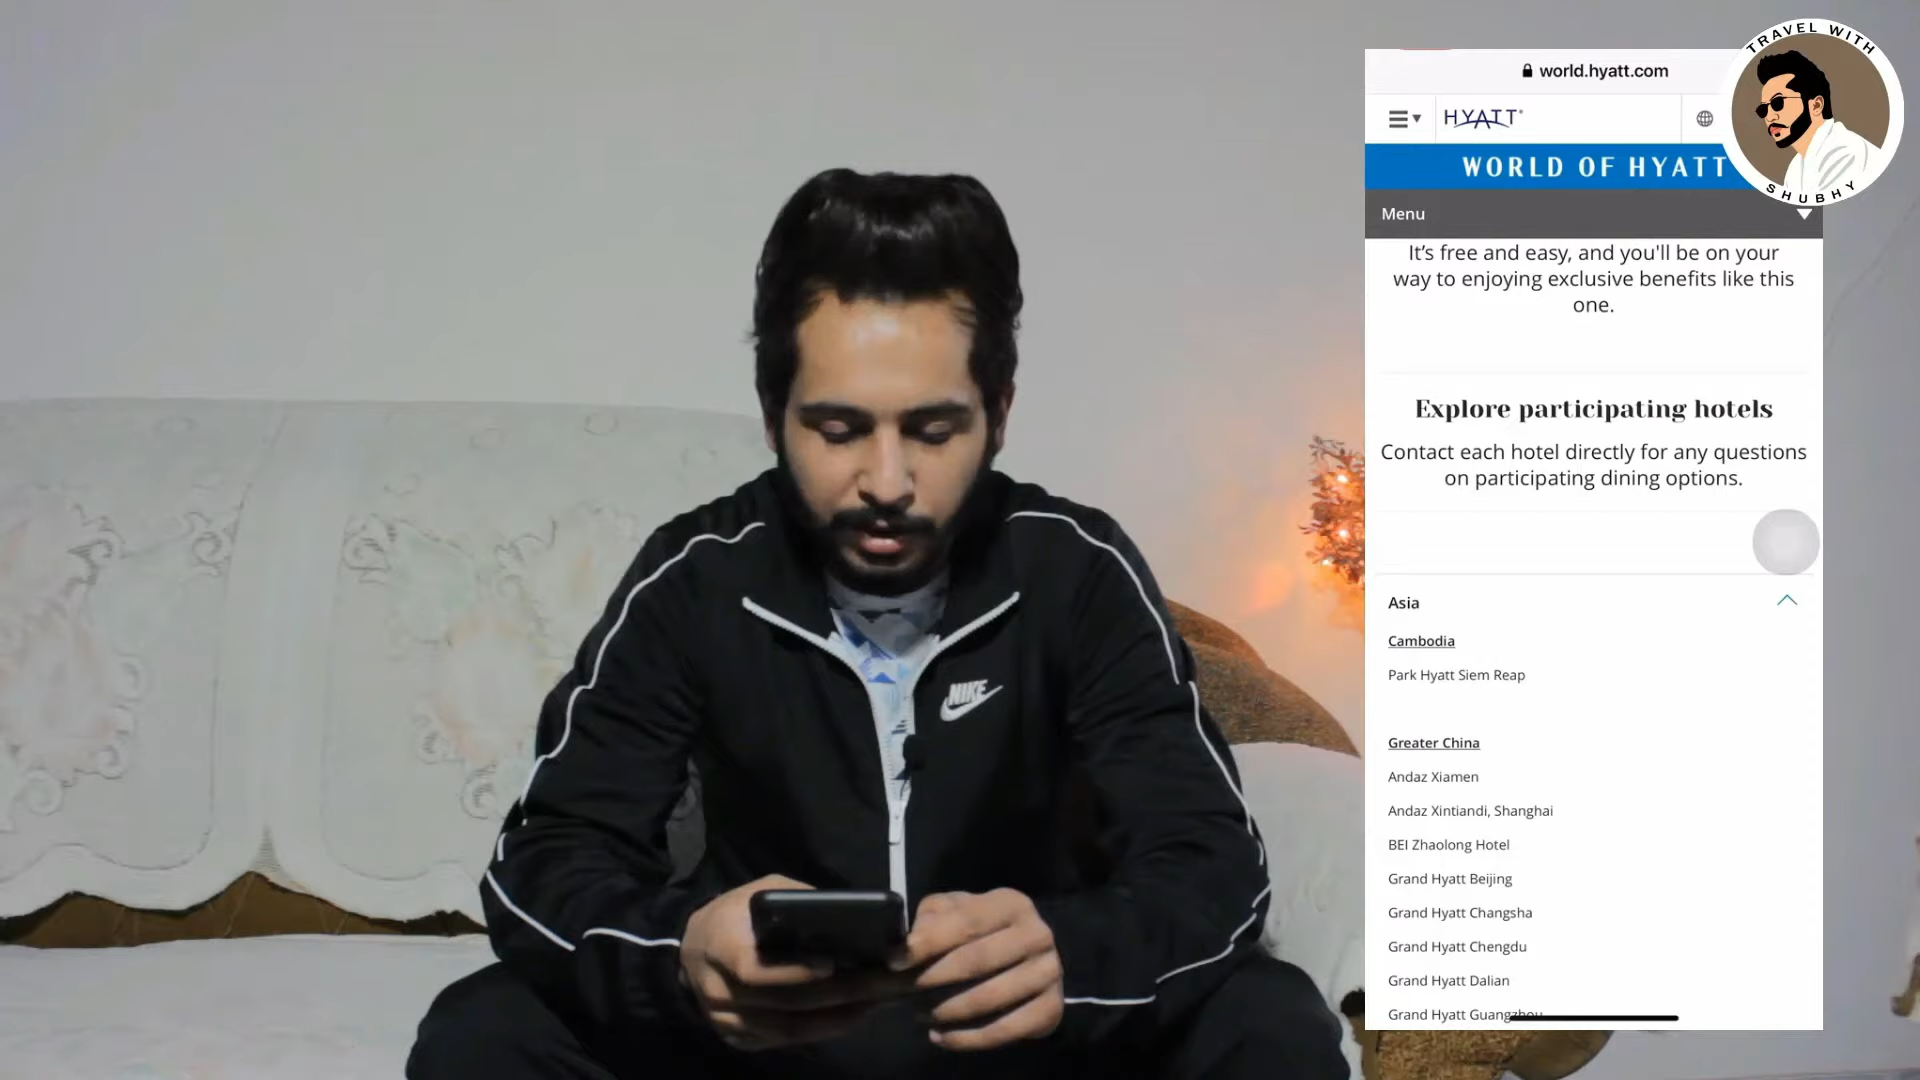 TRAVEL WITH
SHUBHY
world.hyatt.com
HYATT
WORLD OF HYATT
Menu
It's free and easy, and you'll be on your
way to enjoying exclusive benefits like this
one.
Explore participating hotels
Contact each hotel directly for any questions
on participating dining options.
Asia
Cambodia
Park Hyatt Siem Reap
Greater China
Andaz Xiamen
Andaz Xintiandi, Shanghai
BEI Zhaolong Hotel
Grand Hyatt Beijing
Grand Hyatt Changsha
Grand Hyatt Chengdu
Grand Hyatt Dalian
Grand Hyatt Guangzhou
NIKE